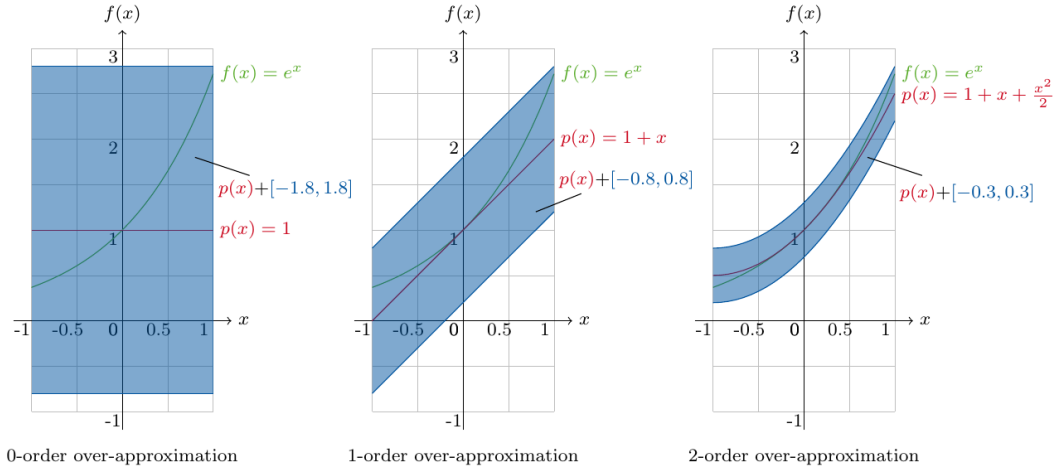 f(x)
3
f(x) = e^x
2
p(x)+[−1.8, 1.8]
p(x) = 1
1
x
-1 -0.5 0 0.5 1
-1
0-order over-approximation
f(x)
3
f(x) = e^x
p(x) = 1 + x
2
p(x)+[−0.8, 0.8]
1
x
-1 -0.5 0 0.5 1
-1
1-order over-approximation
f(x)
3
f(x) = e^x
p(x) = 1 + x + x^2/2
2
p(x)+[−0.3, 0.3]
1
x
-1 -0.5 0 0.5 1
-1
2-order over-approximation